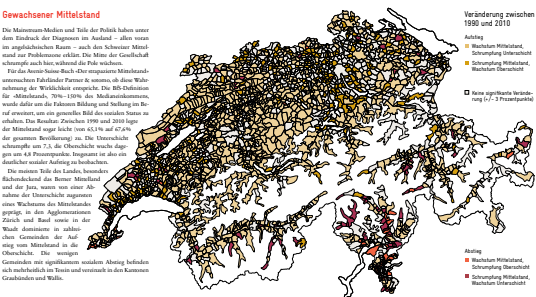 Gewachsener Mittelstand
Die Mainstream-Medien und Teile der Politik haben unter
dem Eindruck der Diagnosen im Ausland – allen voran
im angelsächsischen Raum – auch den Schweizer Mittel-
stand zur Problemzone erklärt. Die Mitte der Gesellschaft
schrumpfe auch hier, während die Pole wüchsen.
Für das Avenir-Suisse-Buch «Der strapazierte Mittelstand»
untersuchten Fahrländer Partner & sotomo, ob diese Wahr-
nehmung der Wirklichkeit entspricht. Die BfS-Definition
für «Mittelstand», 70%–150% des Medianeinkommens,
wurde dafür um die Faktoren Bildung und Stellung im Be-
ruf erweitert, um ein generelles Bild des sozialen Status zu
erhalten. Das Resultat: Zwischen 1990 und 2010 legte
der Mittelstand sogar leicht (von 65,1% auf 67,6%
der gesamten Bevölkerung) zu. Die Unterschicht
schrumpfte um 7,3, die Oberschicht wuchs dage-
gen um 4,8 Prozentpunkte. Insgesamt ist also ein
deutlicher sozialer Aufstieg zu beobachten.
Die meisten Teile des Landes, besonders
flächendeckend das Berner Mittelland
und der Jura, waren von einer Ab-
nahme der Unterschicht zugunsten
eines Wachstums des Mittelstandes
geprägt, in den Agglomerationen
Zürich und Basel sowie in der
Waadt dominierte in zahlrei-
chen Gemeinden der Auf-
stieg vom Mittelstand in die
Oberschicht. Die wenigen
Gemeinden mit signifikantem sozialem Abstieg befinden
sich mehrheitlich im Tessin und vereinzelt in den Kantonen
Graubünden und Wallis.
Veränderung zwischen
1990 und 2010
Aufstieg
Wachstum Mittelstand,
Schrumpfung Unterschicht
Schrumpfung Mittelstand,
Wachstum Oberschicht
Keine signifikante Verände-
rung (+/– 3 Prozentpunkte)
Abstieg
Wachstum Mittelstand,
Schrumpfung Oberschicht
Schrumpfung Mittelstand,
Wachstum Unterschicht